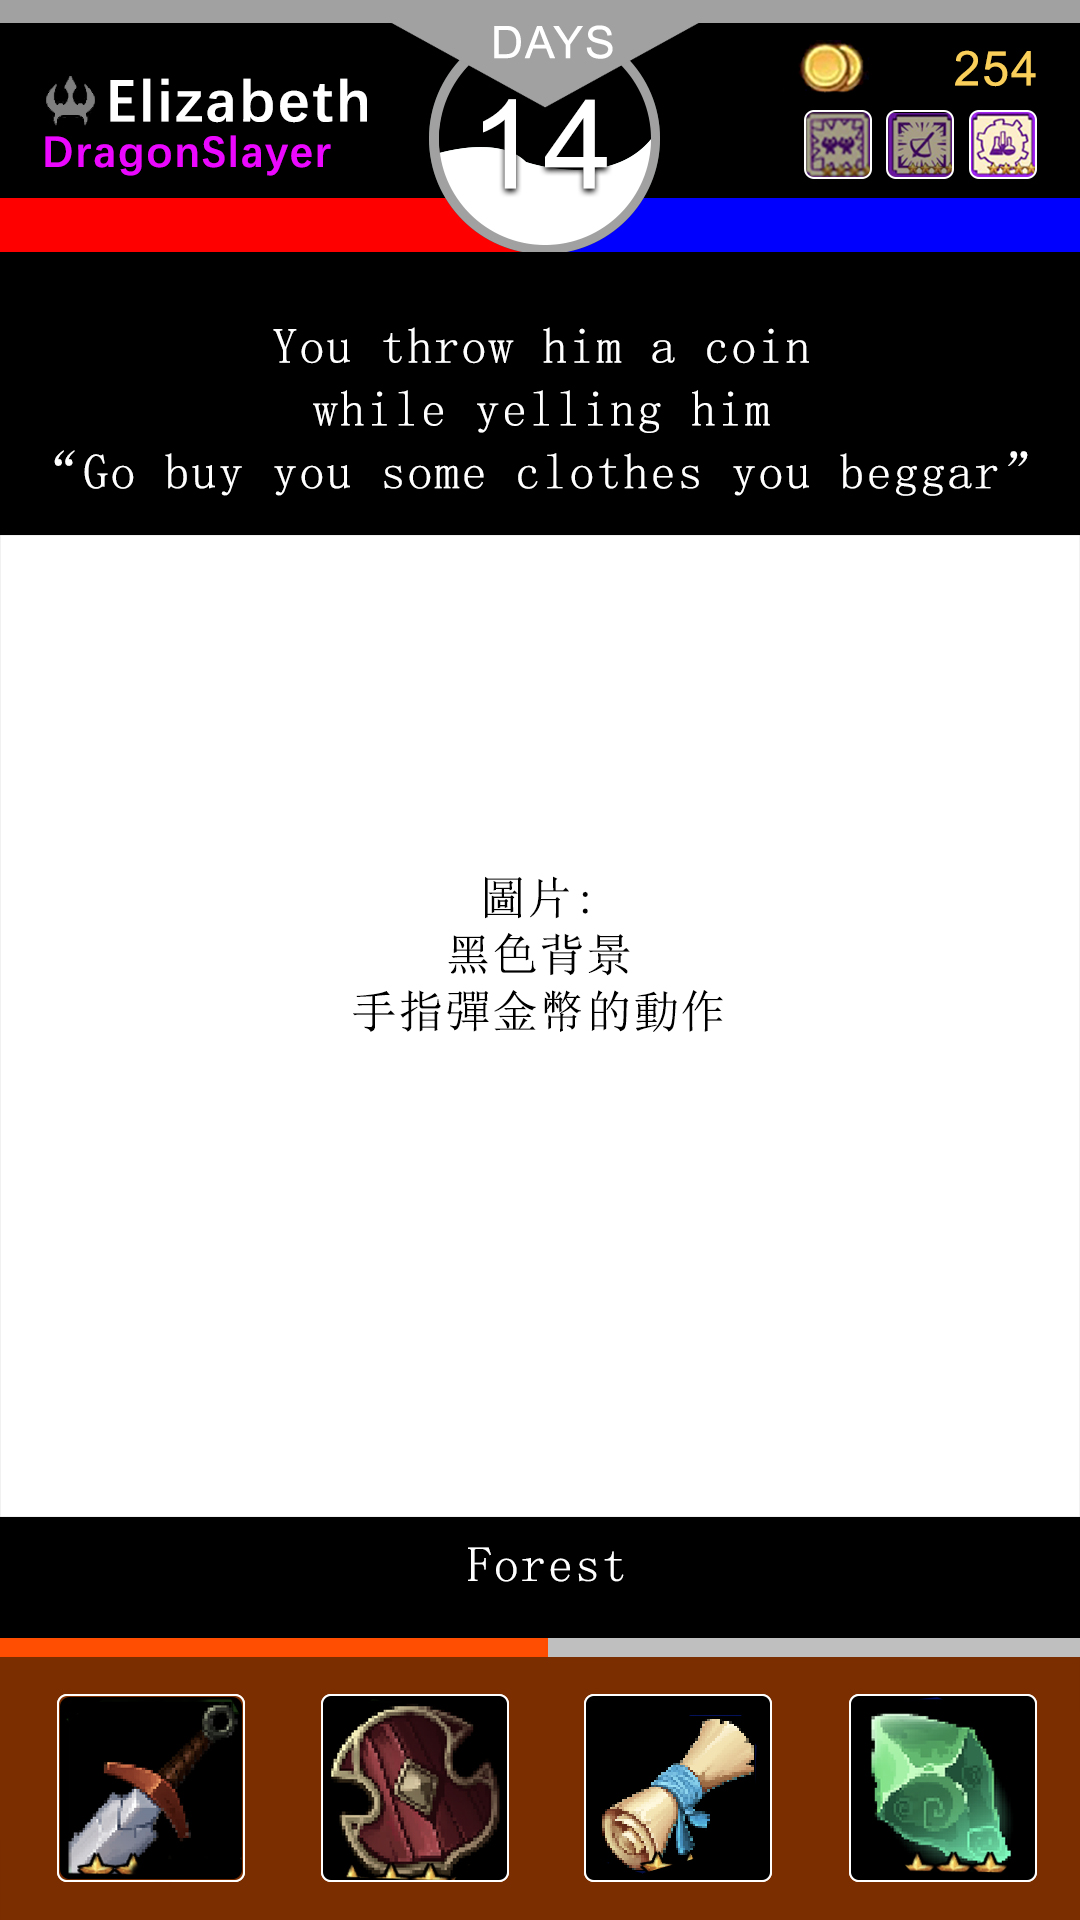 DAYS
14
Elizabeth
DragonSlayer
254
You throw him a coin
while yelling him
“Go buy you some clothes you beggar”
圖片:
黑色背景
手指彈金幣的動作
Forest